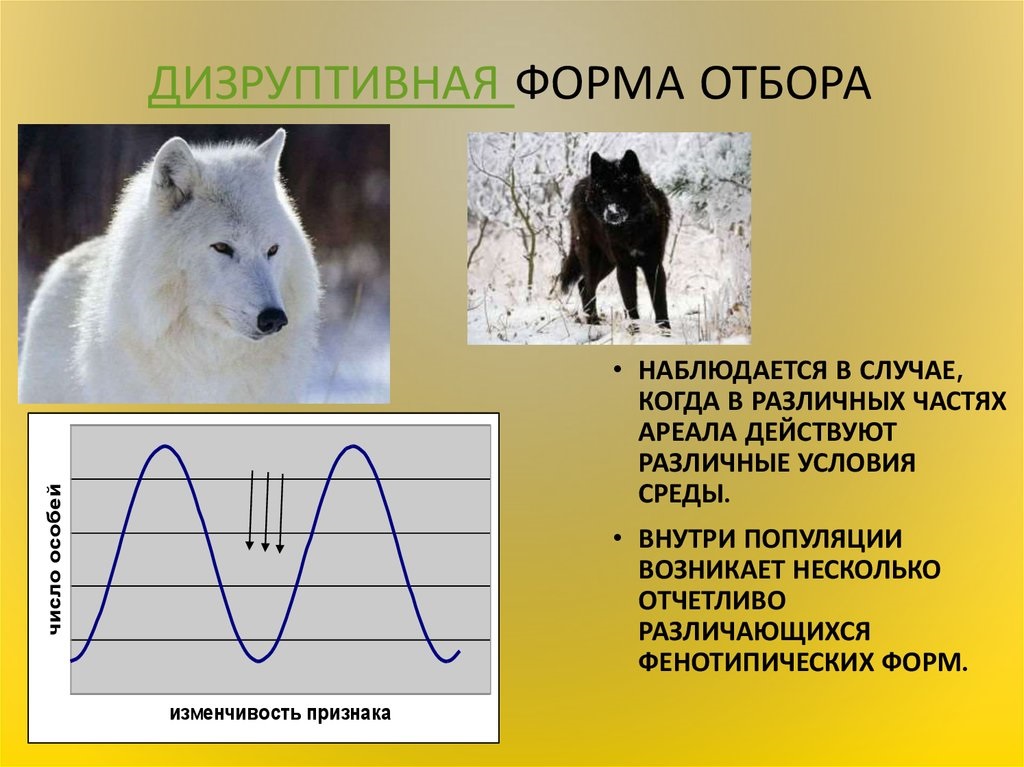 ДИЗРУПТИВНАЯ ФОРМА ОТБОРА
• НАБЛЮДАЕТСЯ В СЛУЧАЕ,
КОГДА В РАЗЛИЧНЫХ ЧАСТЯХ
АРЕАЛА ДЕЙСТВУЮТ
РАЗЛИЧНЫЕ УСЛОВИЯ
СРЕДЫ.
• ВНУТРИ ПОПУЛЯЦИИ
ВОЗНИКАЕТ НЕСКОЛЬКО
ОТЧЕТЛИВО
РАЗЛИЧАЮЩИХСЯ
ФЕНОТИПИЧЕСКИХ ФОРМ.
число особей
изменчивость признака